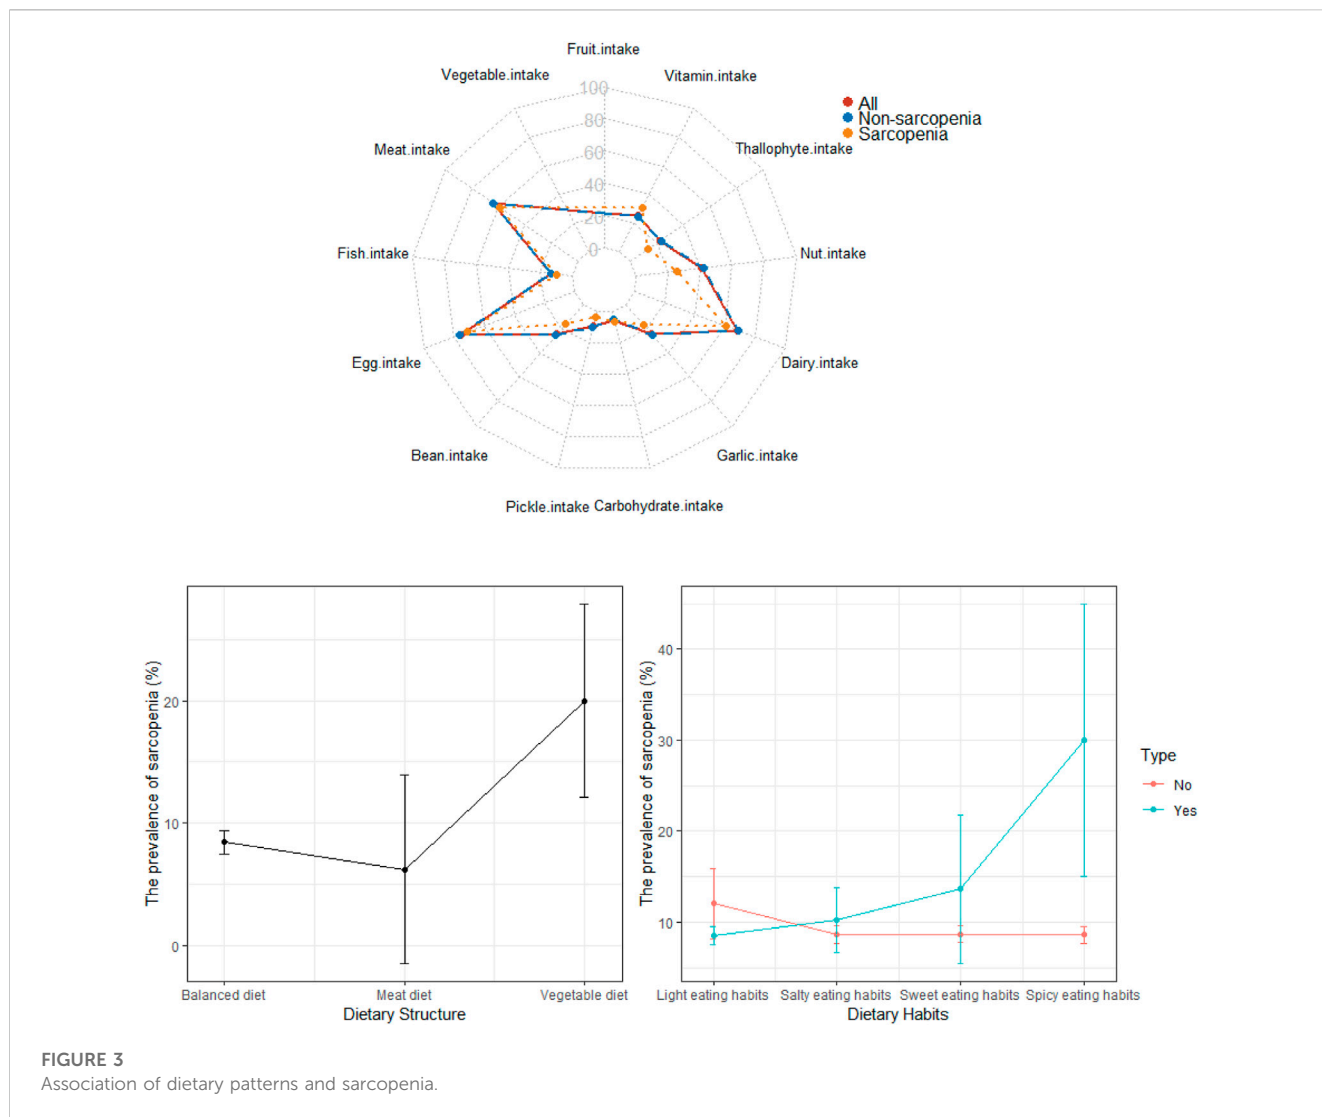 Fruit.intake
Vegetable.intake
Vitamin.intake
100
80
60
40
20
0
All
Non-sarcopenia
Sarcopenia
Meat.intake
Thallophyte.intake
Fish.intake
Nut.intake
Egg.intake
Dairy.intake
Bean.intake
Garlic.intake
Pickle.intake
Carbohydrate.intake
The prevalence of sarcopenia (%)
20
10
0
Balanced diet
Meat diet
Vegetable diet
Dietary Structure
The prevalence of sarcopenia (%)
40
30
20
10
Light eating habits
Salty eating habits
Sweet eating habits
Spicy eating habits
Dietary Habits
Type
No
Yes
FIGURE 3
Association of dietary patterns and sarcopenia.